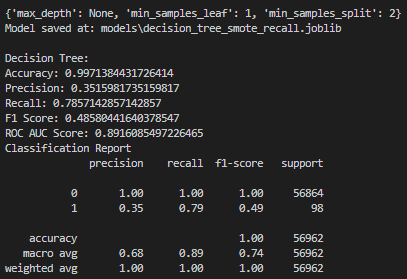 {'max_depth': None, 'min_samples_leaf': 1, 'min_samples_split': 2}
Model saved at: models\decision_tree_smote_recall.joblib
Decision Tree:
Accuracy: 0.9971384431726414
Precision: 0.3515981735159817
Recall: 0.7857142857142857
F1 Score: 0.48580441640378547
ROC AUC Score: 0.8916085497226465
Classification Report
precision recall f1-score support
0 1.00 1.00 1.00 56864
1 0.35 0.79 0.49 98
accuracy 1.00 56962
macro avg 0.68 0.89 0.74 56962
weighted avg 1.00 1.00 1.00 56962